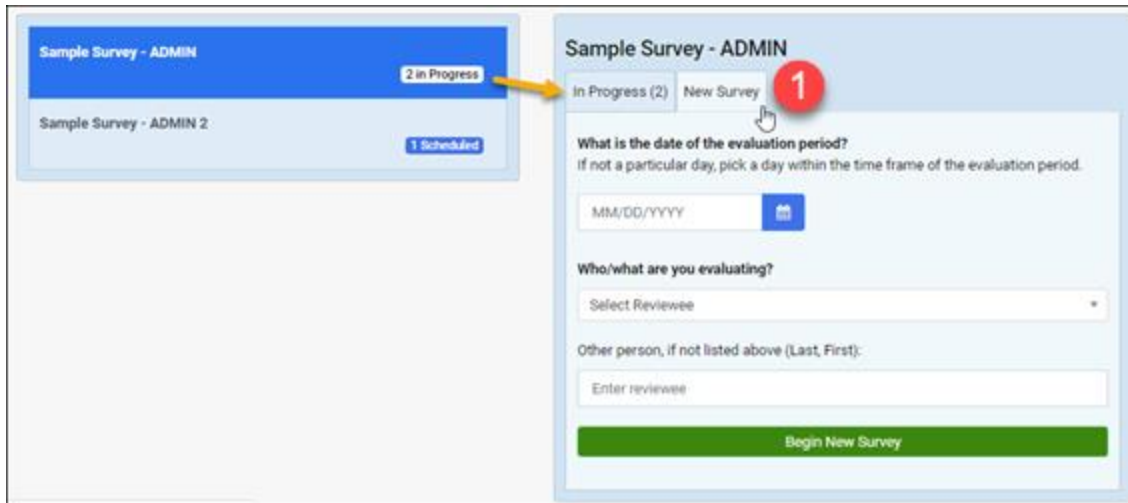 Sample Survey - ADMIN
2 in Progress
Sample Survey - ADMIN 2
1 Scheduled
Sample Survey - ADMIN
In Progress (2)
New Survey
1
What is the date of the evaluation period?
If not a particular day, pick a day within the time frame of the evaluation period.
MM/DD/YYYY
Who/what are you evaluating?
Select Reviewee
Other person, if not listed above (Last, First):
Enter reviewee
Begin New Survey